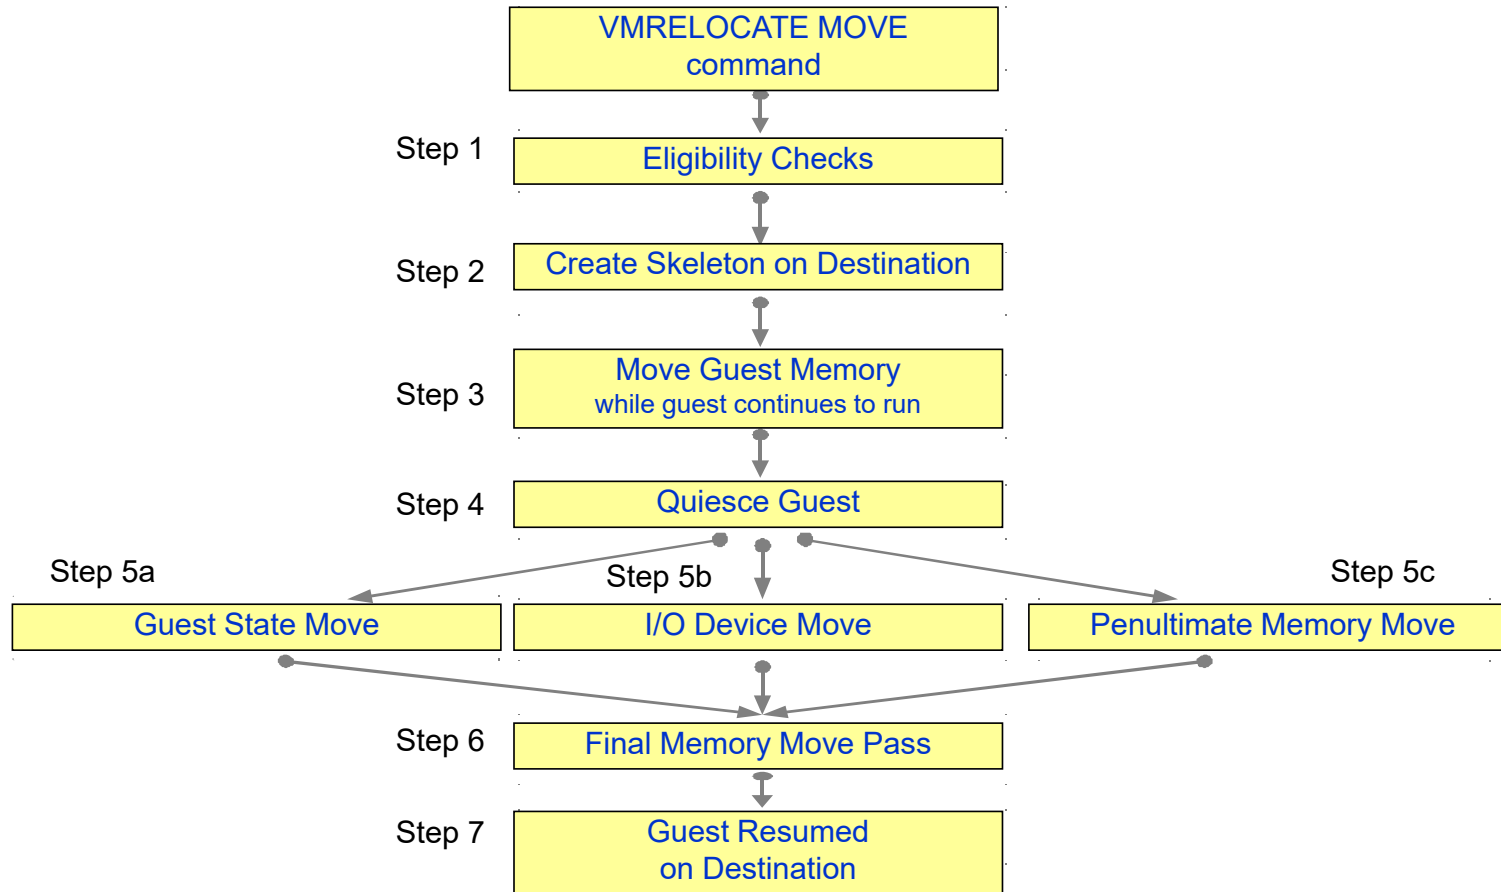 VMRELOCATE MOVE
command
Step 1
Eligibility Checks
Step 2
Create Skeleton on Destination
Step 3
Move Guest Memory
while guest continues to run
Step 4
Quiesce Guest
Step 5a
Step 5b
Step 5c
Guest State Move
I/O Device Move
Penultimate Memory Move
Step 6
Final Memory Move Pass
Step 7
Guest Resumed
on Destination